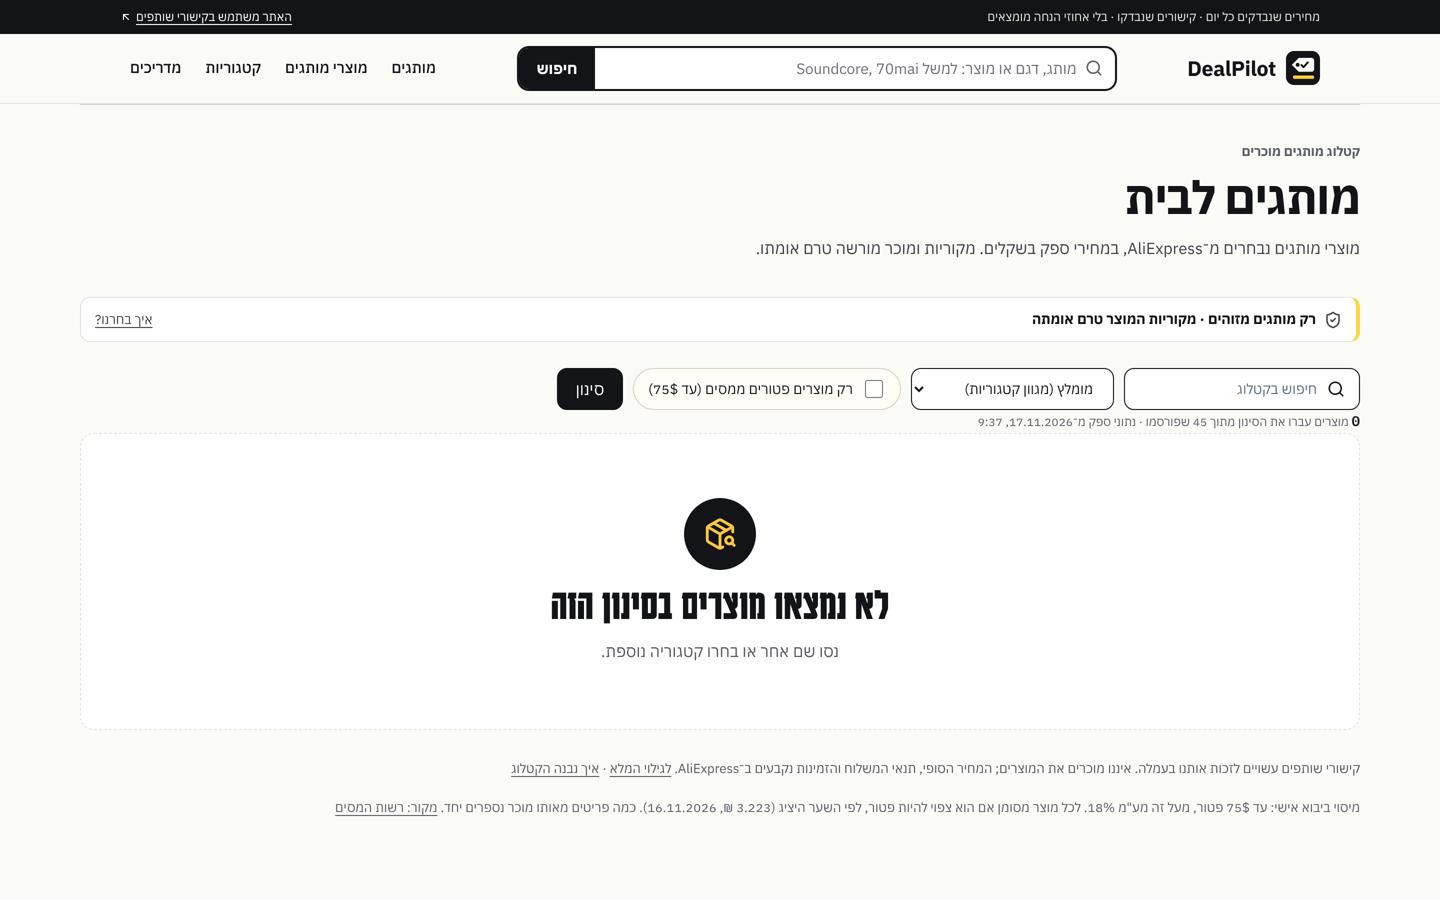 מחירים שנבדקים כל יום · קישורים שנבדקו · בלי אחוזי הנחה מומצאים
האתר משתמש בקישורי שותפים
DealPilot
מותג, דגם או מוצר: למשל Soundcore, 70mai
חיפוש
מותגים
מוצרי מותגים
קטגוריות
מדריכים
קטלוג מותגים מוכרים
מותגים לבית
מוצרי מותגים נבחרים מ־AliExpress, במחירי ספק בשקלים. מקוריות ומוכר מורשה טרם אומתו.
רק מותגים מזוהים · מקוריות המוצר טרם אומתה
איך בחרנו?
חיפוש בקטלוג
מומלץ (מגוון קטגוריות)
רק מוצרים פטורים ממסים (עד 75$)
סינון
0 מוצרים עברו את הסינון מתוך 45 שפורסמו · נתוני ספק מ־17.11.2026, 9:37
לא נמצאו מוצרים בסינון הזה
נסו שם אחר או בחרו קטגוריה נוספת.
קישורי שותפים עשויים לזכות אותנו בעמלה. איננו מוכרים את המוצרים; המחיר הסופי, תנאי המשלוח והזמינות נקבעים ב־AliExpress. לגילוי המלא · איך נבנה הקטלוג
מיסוי ביבוא אישי: עד 75$ פטור, מעל זה מע"מ 18%. לכל מוצר מסומן אם הוא צפוי להיות פטור, לפי השער היציג (3.223 ₪, 16.11.2026). כמה פריטים מאותו מוכר נספרים יחד. מקור: רשות המסים